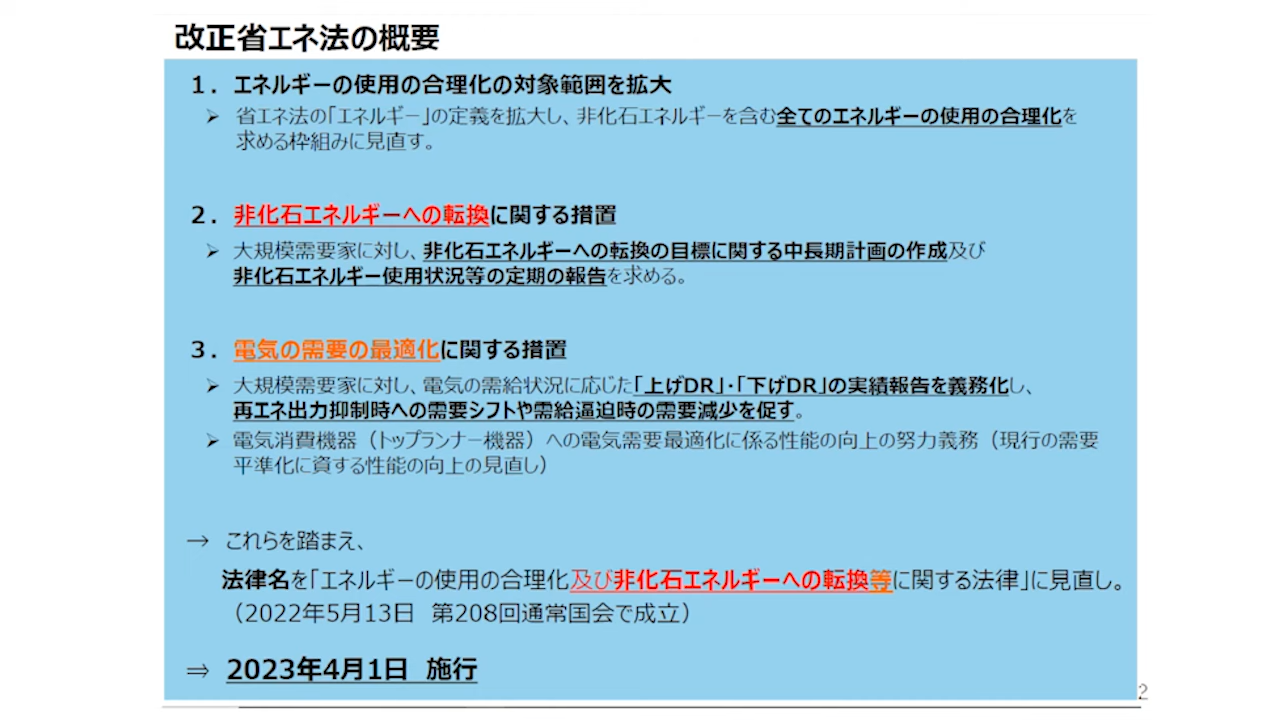 改正省エネ法の概要
１．エネルギーの使用の合理化の対象範囲を拡大
➢ 省エネ法の「エネルギー」の定義を拡大し、非化石エネルギーを含む全てのエネルギーの使用の合理化を
求める枠組みに見直す。
２．非化石エネルギーへの転換に関する措置
➢ 大規模需要家に対し、非化石エネルギーへの転換の目標に関する中長期計画の作成及び
非化石エネルギー使用状況等の定期の報告を求める。
３．電気の需要の最適化に関する措置
➢ 大規模需要家に対し、電気の需給状況に応じた「上げDR」・「下げDR」の実績報告を義務化し、
再エネ出力抑制時への需要シフトや需給逼迫時の需要減少を促す。
➢ 電気消費機器（トップランナー機器）への電気需要最適化に係る性能の向上の努力義務（現行の需要
平準化に資する性能の向上の見直し）
→ これらを踏まえ、
法律名を「エネルギーの使用の合理化及び非化石エネルギーへの転換等に関する法律」に見直し。
（2022年5月13日　第208回通常国会で成立）
⇒ 2023年4月1日　施行
2